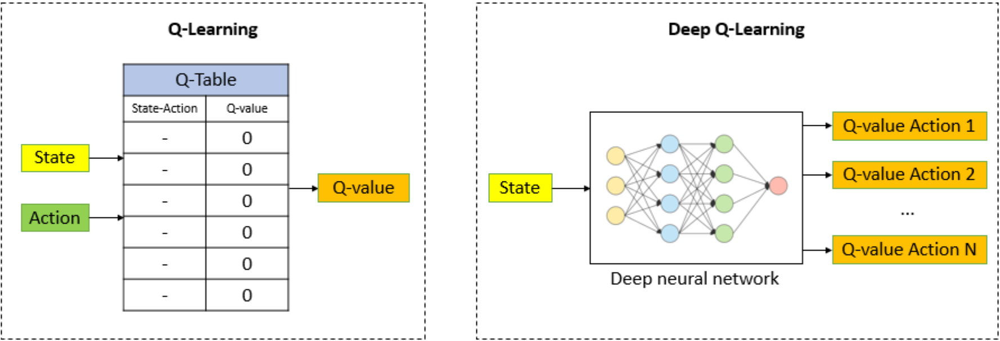 Q-Learning
Q-Table
State-Action Q-value
- 0
- 0
- 0
- 0
- 0
- 0
State
Action
Q-value
Deep Q-Learning
State
Deep neural network
Q-value Action 1
Q-value Action 2
...
Q-value Action N